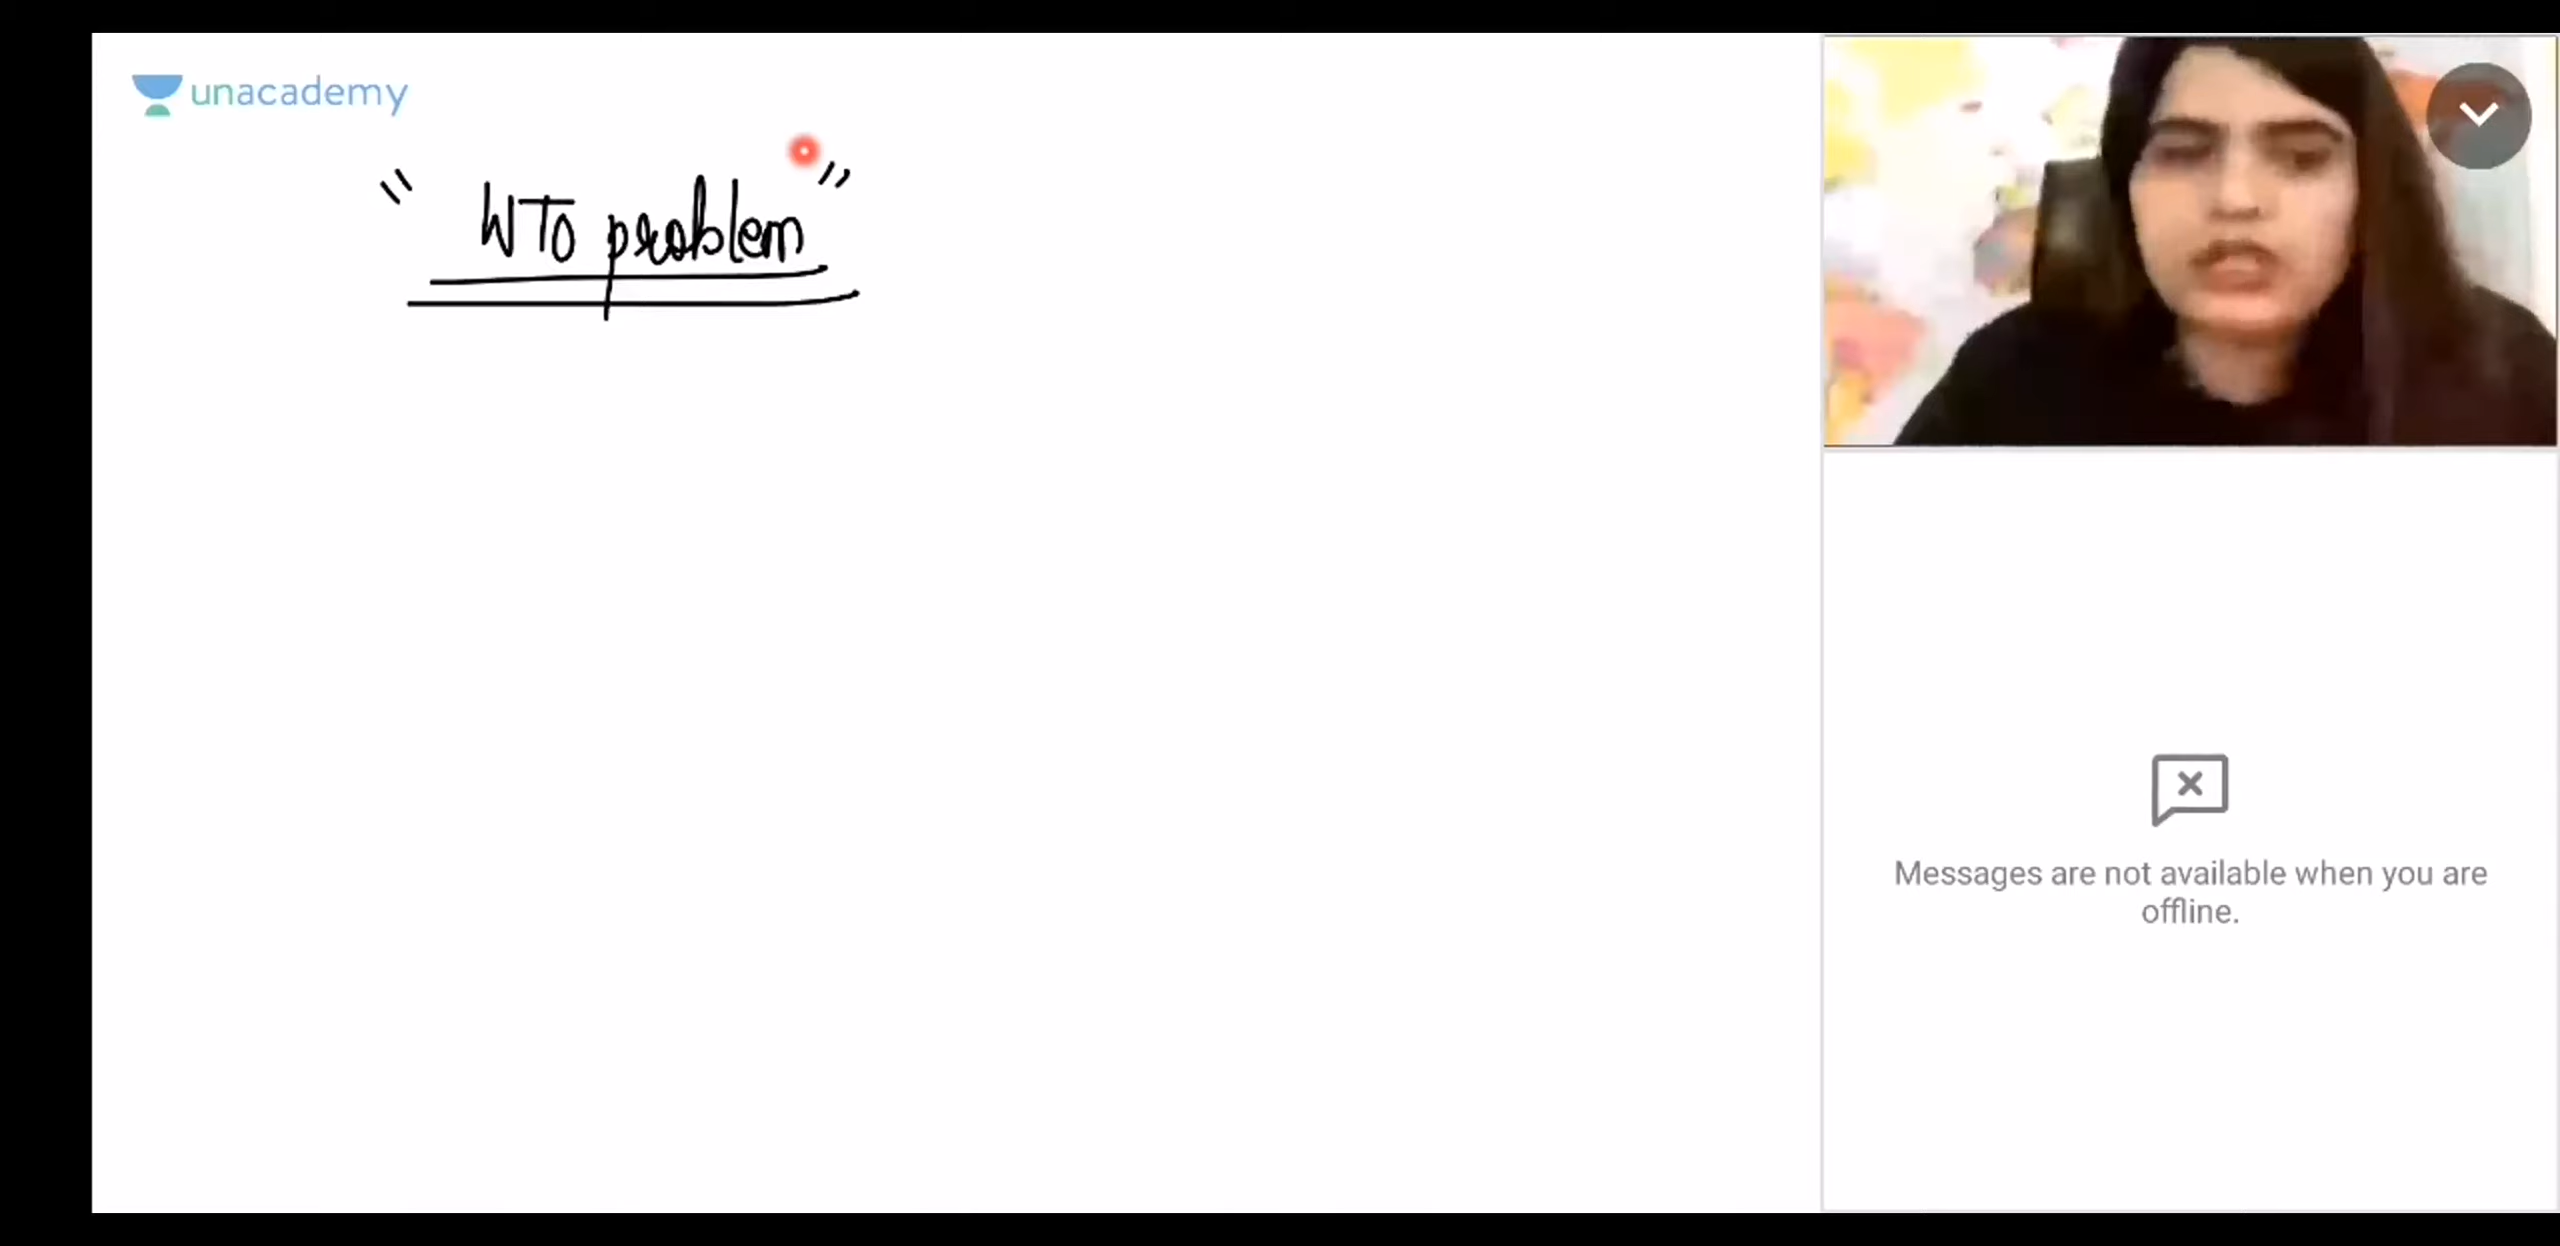 unacademy
" WTO problem "
Messages are not available when you are
offline.